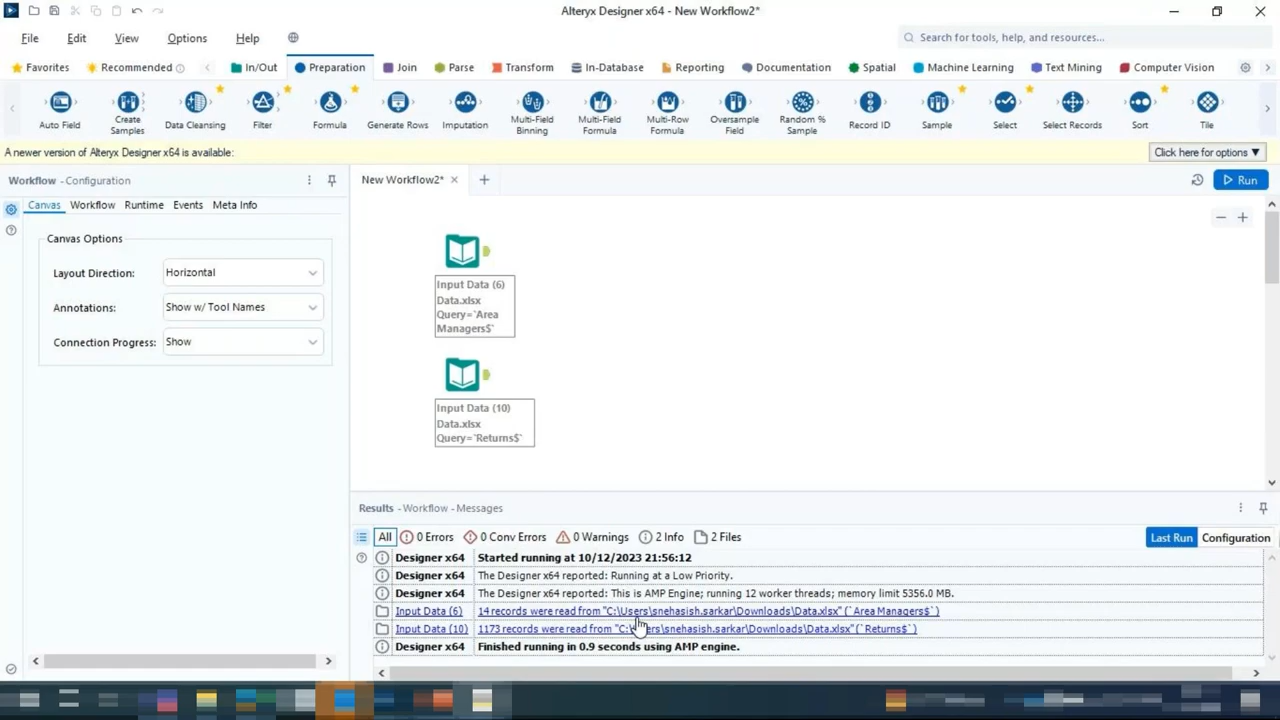 Alteryx Designer x64 - New Workflow2*
File Edit View Options Help
Search for tools, help, and resources...
Favorites Recommended In/Out Preparation Join Parse Transform In-Database Reporting Documentation Spatial Machine Learning Text Mining Computer Vision
Auto Field
Create Samples
Data Cleansing
Filter
Formula
Generate Rows
Imputation
Multi-Field Binning
Multi-Field Formula
Multi-Row Formula
Oversample Field
Random % Sample
Record ID
Sample
Select
Select Records
Sort
Tile
A newer version of Alteryx Designer x64 is available:
Click here for options ▼
Workflow - Configuration
Canvas Workflow Runtime Events Meta Info
Canvas Options
Layout Direction: Horizontal
Annotations: Show w/ Tool Names
Connection Progress: Show
New Workflow2*
Run
Input Data (6)
Data.xlsx
Query=`Area
Managers$`
Input Data (10)
Data.xlsx
Query=`Returns$`
Results - Workflow - Messages
All 0 Errors 0 Conv Errors 0 Warnings 2 Info 2 Files
Last Run Configuration
Designer x64 Started running at 10/12/2023 21:56:12
Designer x64 The Designer x64 reported: Running at a Low Priority.
Designer x64 The Designer x64 reported: This is AMP Engine; running 12 worker threads; memory limit 5356.0 MB.
Input Data (6) 14 records were read from "C:\Users\snehasish.sarkar\Downloads\Data.xlsx" (`Area Managers$`)
Input Data (10) 1173 records were read from "C:\Users\snehasish.sarkar\Downloads\Data.xlsx" (`Returns$`)
Designer x64 Finished running in 0.9 seconds using AMP engine.